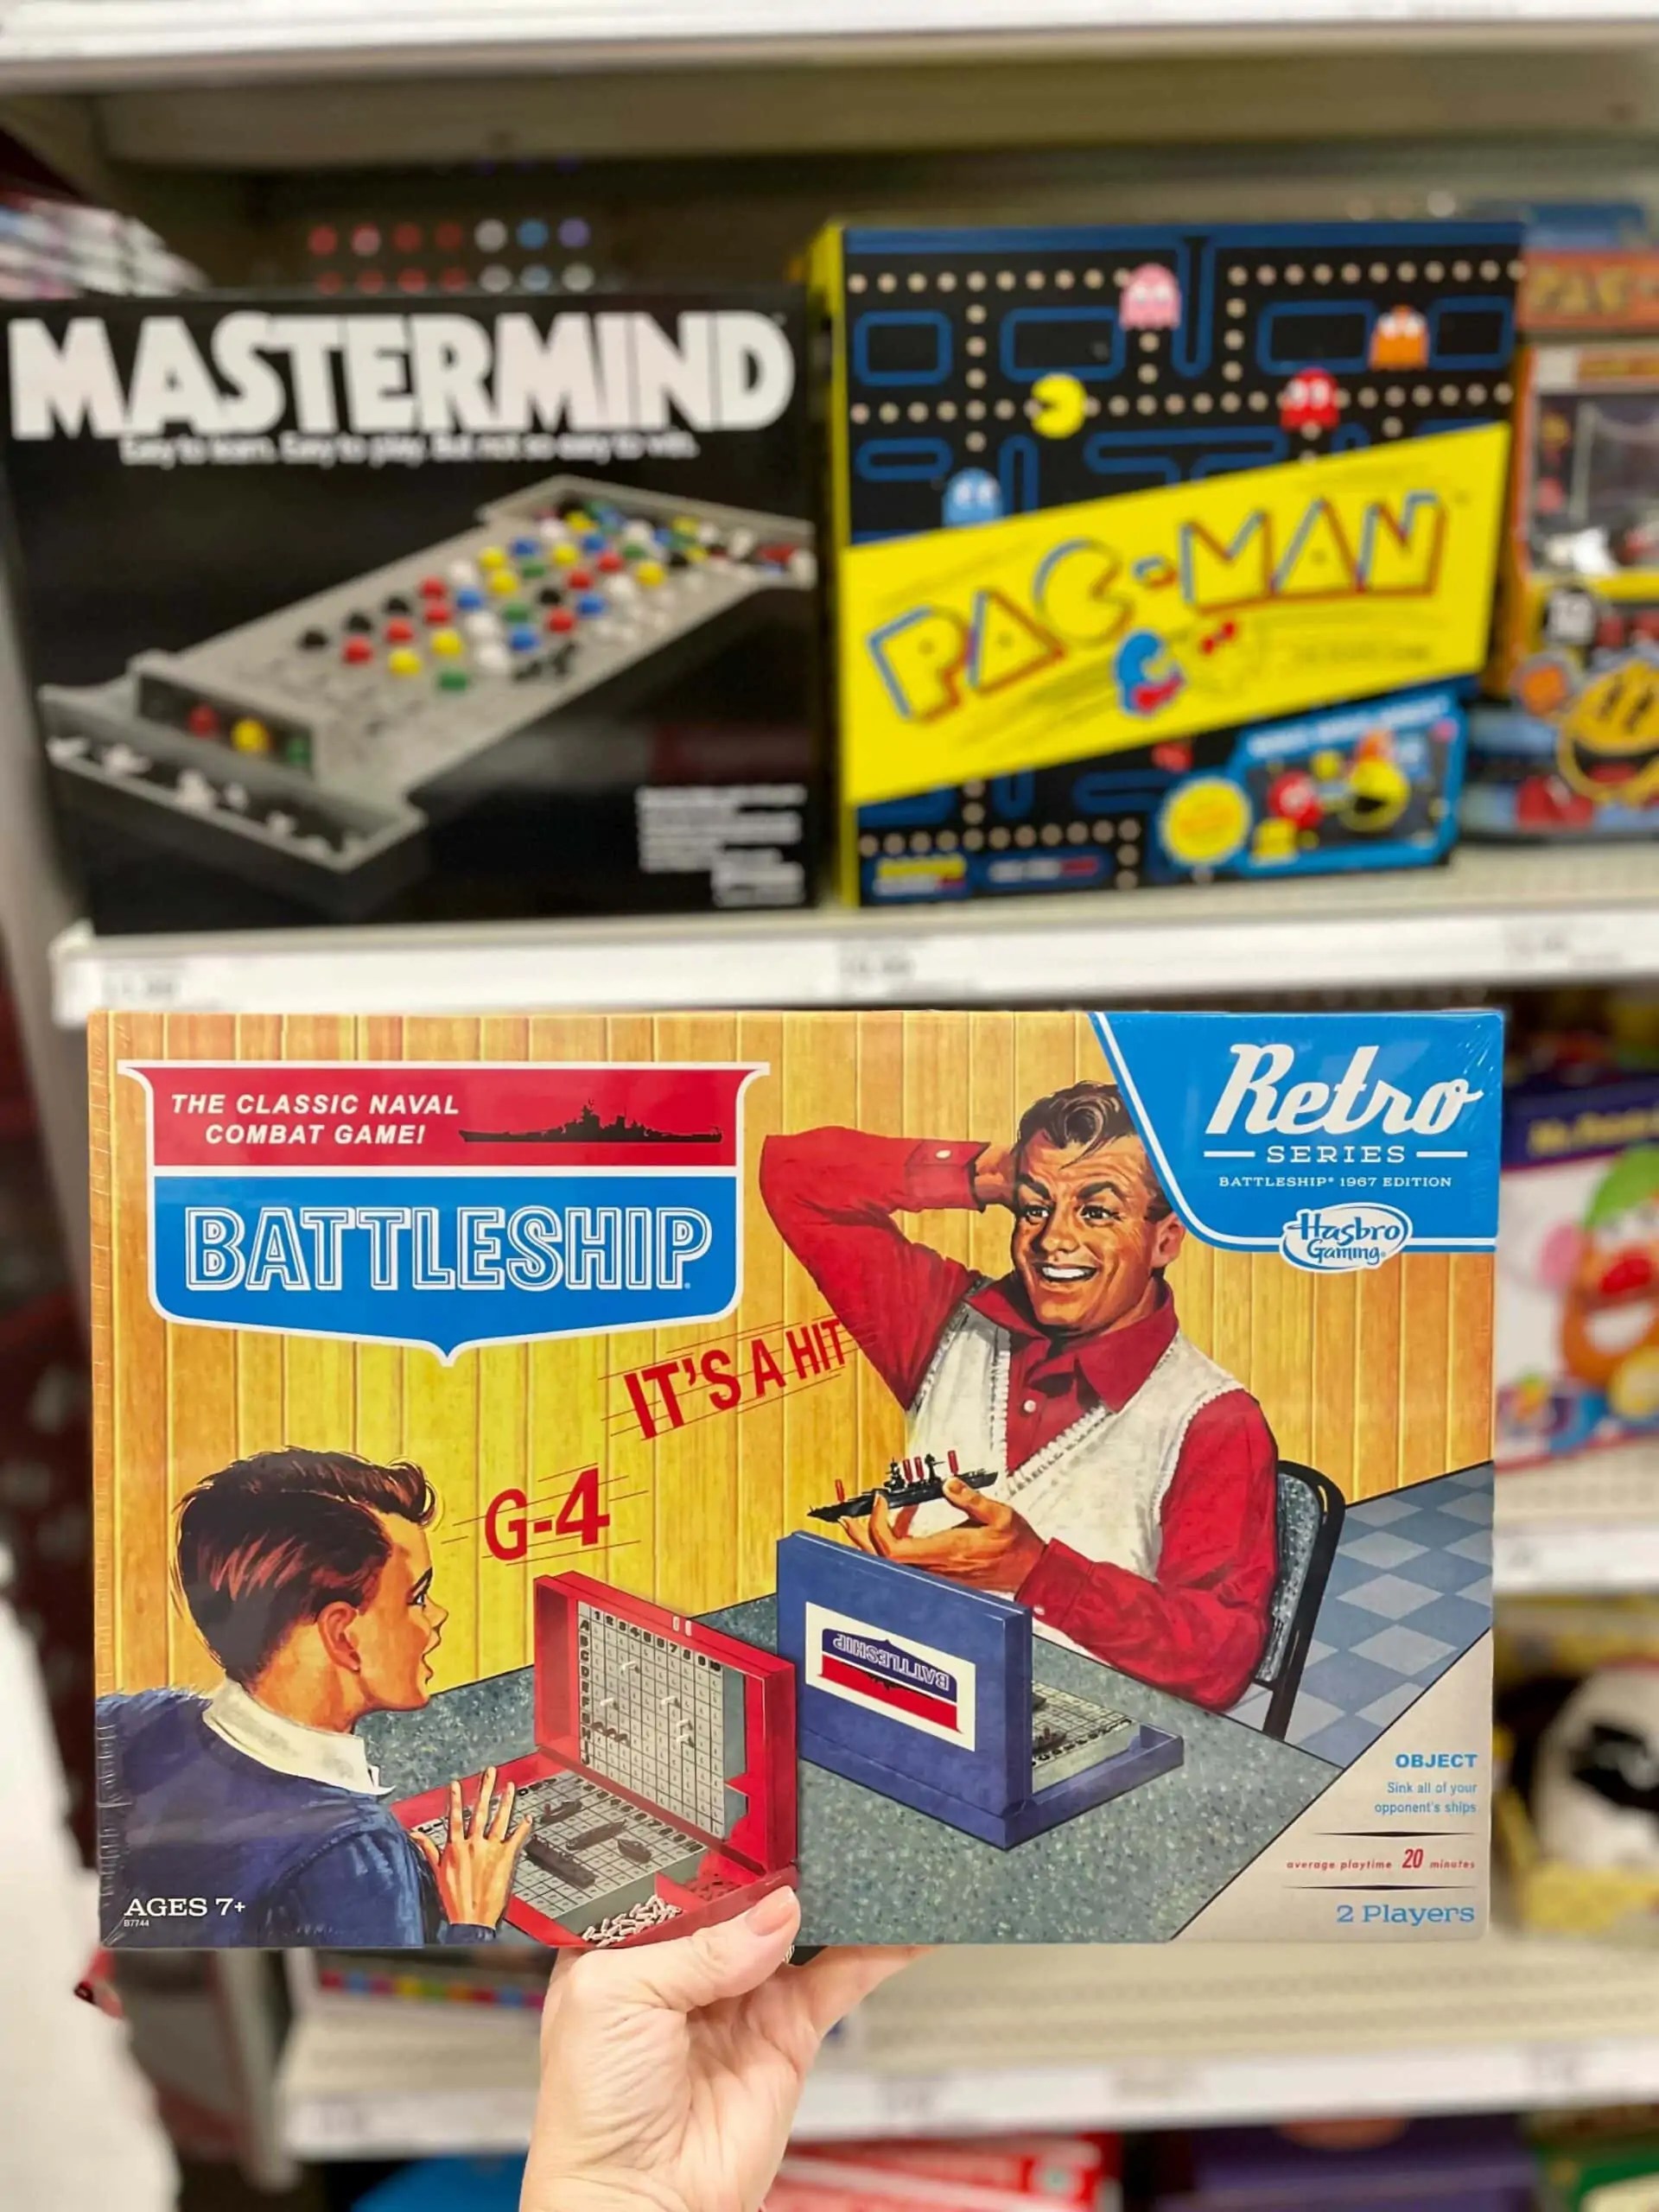 MASTERMIND
Easy to learn. Easy to play. But not so easy to win.
PAC-MAN
THE CLASSIC NAVAL
COMBAT GAME!
BATTLESHIP
Retro
SERIES
BATTLESHIP® 1967 EDITION
Hasbro
Gaming
IT'S A HIT
G-4
BATTLESHIP
OBJECT
Sink all of your
opponent's ships
average playtime 20 minutes
2 Players
AGES 7+
B7744